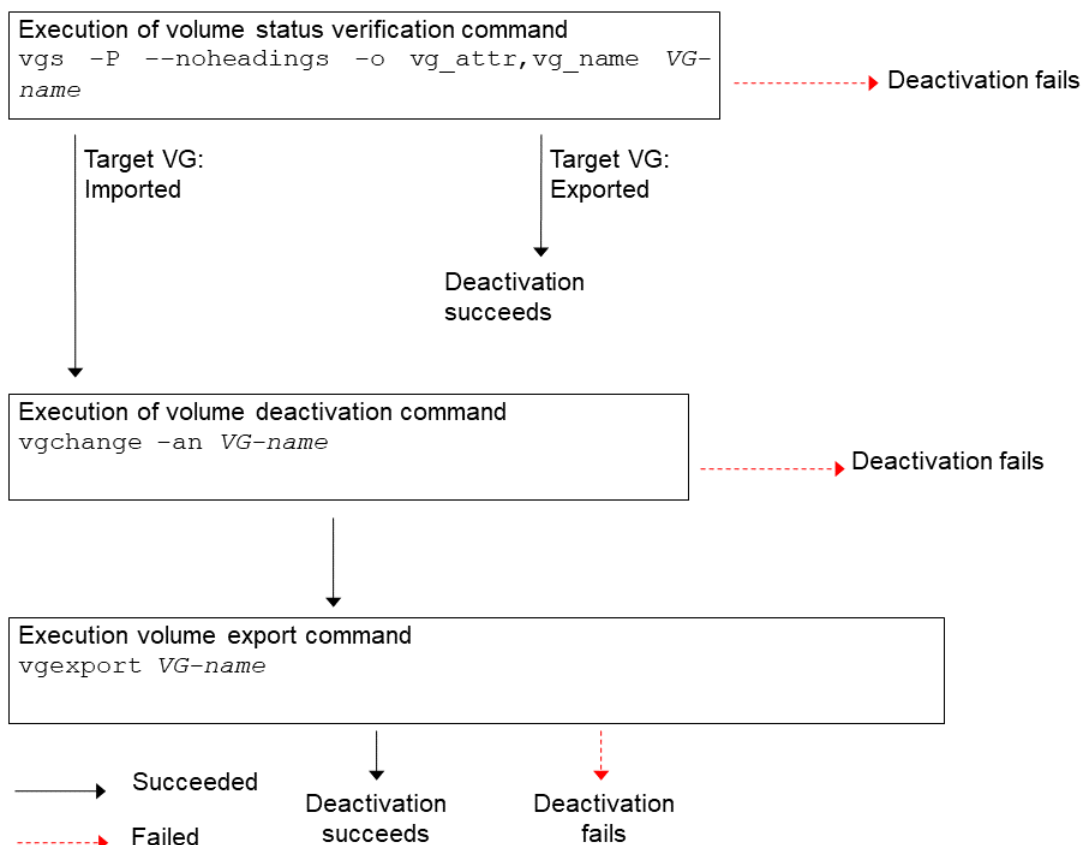 Execution of volume status verification command
vgs -P --noheadings -o vg_attr,vg_name VG-
name
Deactivation fails
Target VG:
Imported
Target VG:
Exported
Deactivation
succeeds
Execution of volume deactivation command
vgchange -an VG-name
Deactivation fails
Execution volume export command
vgexport VG-name
Deactivation
succeeds
Deactivation
fails
Succeeded
Failed